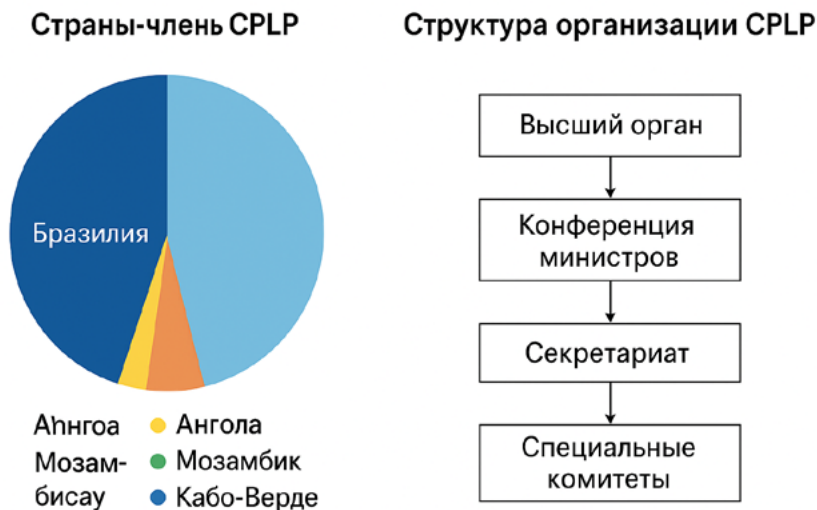 Страны-член CPLP
Бразилия
Аһнгоа
Мозам-
бисау
Ангола
Мозамбик
Кабо-Верде
Структура организации CPLP
Высший орган
Конференция
министров
Секретариат
Специальные
комитеты